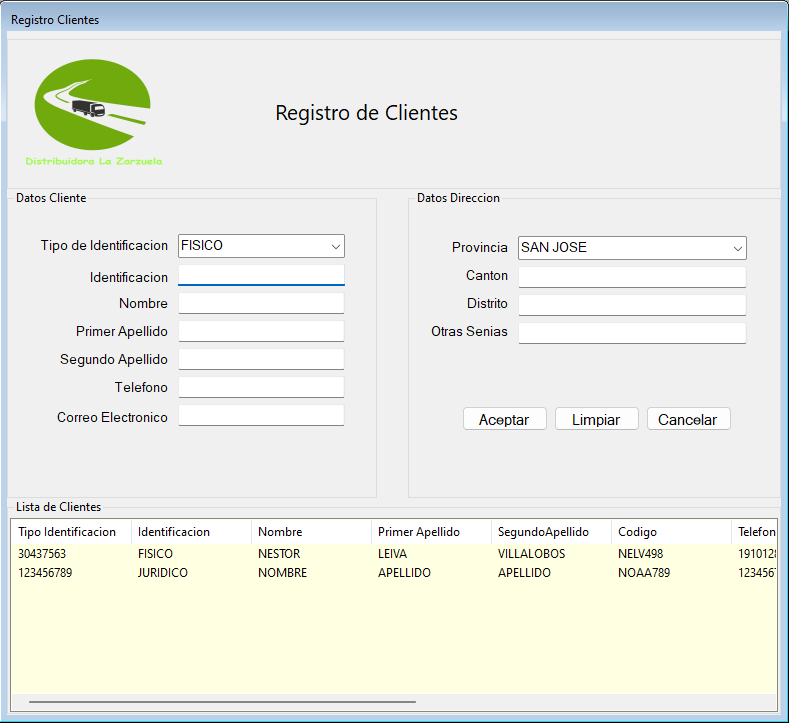 Registro Clientes
Distribuidora La Zarzuela
Registro de Clientes
Datos Cliente
Tipo de Identificacion FISICO
Identificacion
Nombre
Primer Apellido
Segundo Apellido
Telefono
Correo Electronico
Datos Direccion
Provincia SAN JOSE
Canton
Distrito
Otras Senias
Aceptar Limpiar Cancelar
Lista de Clientes
Tipo Identificacion Identificacion Nombre Primer Apellido SegundoApellido Codigo Telefon
30437563 FISICO NESTOR LEIVA VILLALOBOS NELV498 1910128
123456789 JURIDICO NOMBRE APELLIDO APELLIDO NOAA789 1234567